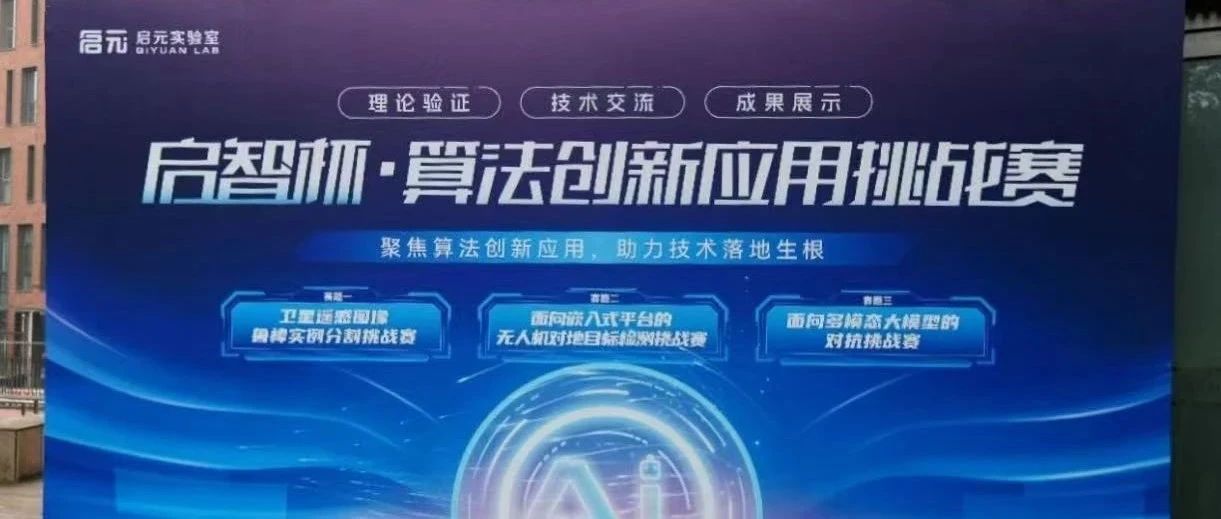 启元 启元实验室
QIYUAN LAB
理论验证 技术交流 成果展示
启智杯·算法创新应用挑战赛
聚焦算法创新应用，助力技术落地生根
赛题一
卫星遥感图像
鲁棒实例分割挑战赛
赛题二
面向嵌入式平台的
无人机对地目标检测挑战赛
赛题三
面向多模态大模型的
对抗挑战赛
Ai